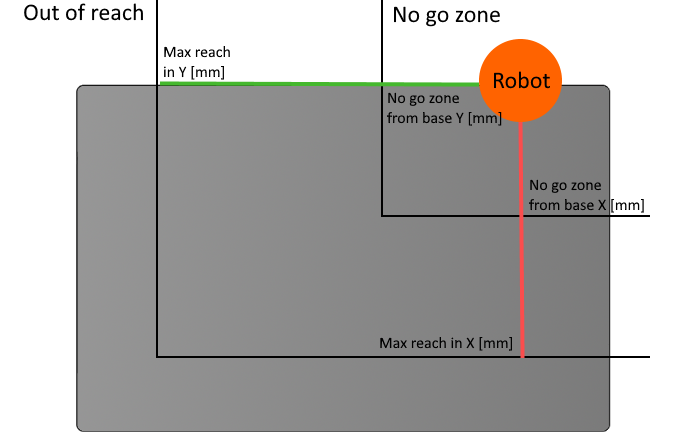 Out of reach
No go zone
Max reach
in Y [mm]
Robot
No go zone
from base Y [mm]
No go zone
from base X [mm]
Max reach in X [mm]